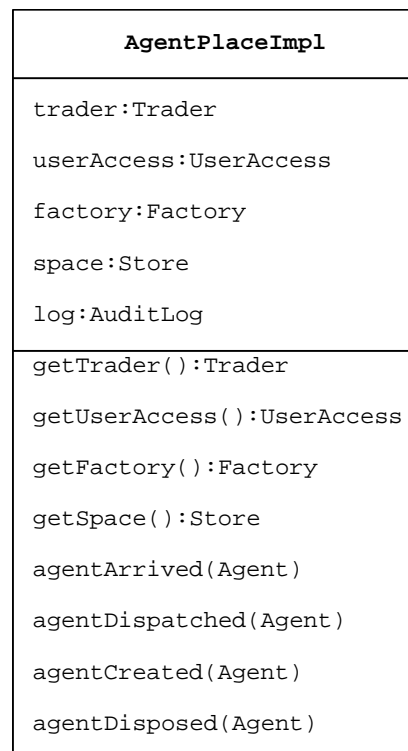 AgentPlaceImpl
trader:Trader
userAccess:UserAccess
factory:Factory
space:Store
log:AuditLog
getTrader():Trader
getUserAccess():UserAccess
getFactory():Factory
getSpace():Store
agentArrived(Agent)
agentDispatched(Agent)
agentCreated(Agent)
agentDisposed(Agent)